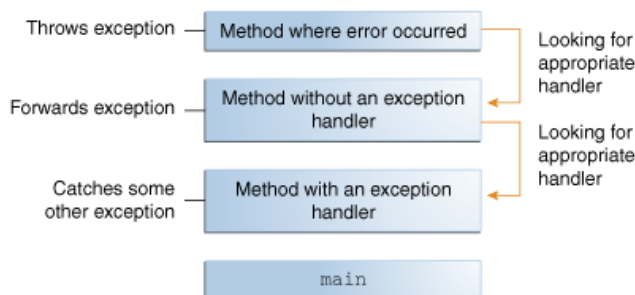 Throws exception
Method where error occurred
Looking for
appropriate
handler
Forwards exception
Method without an exception
handler
Looking for
appropriate
handler
Catches some
other exception
Method with an exception
handler
main